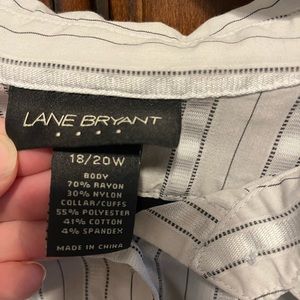 LANE BRYANT
18/20W
BODY
70% RAYON
30% NYLON
COLLAR/CUFFS
55% POLYESTER
41% COTTON
4% SPANDEX
MADE IN CHINA